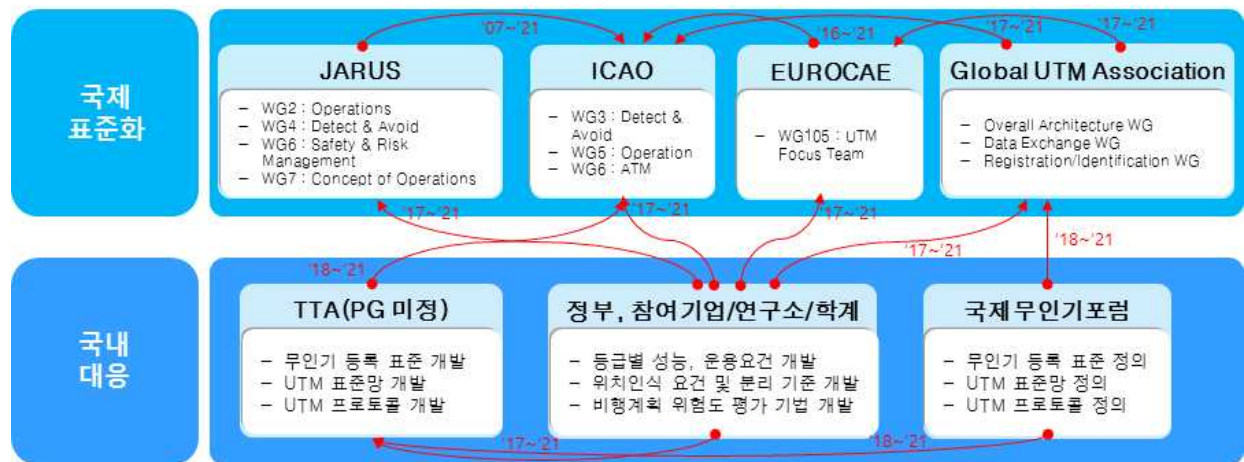 국제
표준화
'07~'21
'16~'21
'17~'21
'17~'21
JARUS
– WG2 : Operations
– WG4 : Detect & Avoid
– WG6 : Safety & Risk
Management
– WG7 : Concept of Operations
ICAO
– WG3 : Detect &
Avoid
– WG5 : Operation
– WG6 : ATM
EUROCAE
– WG105 : UTM
Focus Team
Global UTM Association
– Overall Architecture WG
– Data Exchange WG
– Registration/Identification WG
'17~'21
'17~'21
'17~'21
'17~'21
'18~'21
'18~'21
국내
대응
TTA(PG 미정)
– 무인기 등록 표준 개발
– UTM 표준망 개발
– UTM 프로토콜 개발
정부, 참여기업/연구소/학계
– 등급별 성능, 운용요건 개발
– 위치인식 요건 및 분리 기준 개발
– 비행계획 위험도 평가 기법 개발
국제무인기포럼
– 무인기 등록 표준 정의
– UTM 표준망 정의
– UTM 프로토콜 정의
'17~'21
'18~'21